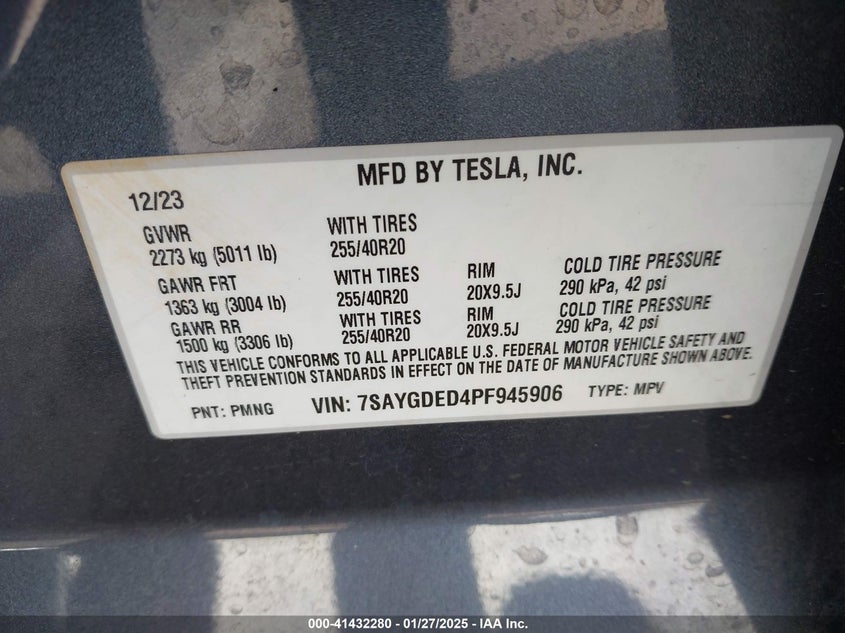 MFD BY TESLA, INC.
12/23
GVWR WITH TIRES
2273 kg (5011 lb) 255/40R20
GAWR FRT WITH TIRES RIM COLD TIRE PRESSURE
1363 kg (3004 lb) 255/40R20 20X9.5J 290 kPa, 42 psi
GAWR RR WITH TIRES RIM COLD TIRE PRESSURE
1500 kg (3306 lb) 255/40R20 20X9.5J 290 kPa, 42 psi
THIS VEHICLE CONFORMS TO ALL APPLICABLE U.S. FEDERAL MOTOR VEHICLE SAFETY AND
THEFT PREVENTION STANDARDS IN EFFECT ON THE DATE OF MANUFACTURE SHOWN ABOVE.
PNT: PMNG VIN: 7SAYGDED4PF945906 TYPE: MPV
000-41432280 - 01/27/2025 - IAA Inc.